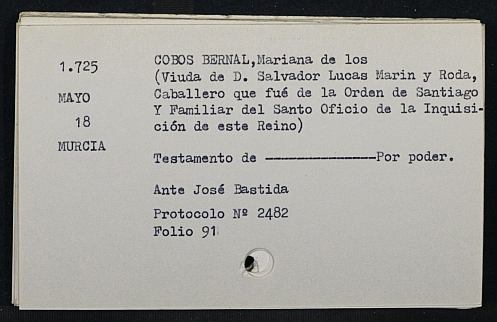 1.725
MAYO
18
MURCIA
COBOS BERNAL,Mariana de los
(Viuda de D. Salvador Lucas Marin y Roda,
Caballero que fué de la Orden de Santiago
Y Familiar del Santo Oficio de la Inquisi-
ción de este Reino)
Testamento de ----------------Por poder.
Ante José Bastida
Protocolo Nº 2482
Folio 91